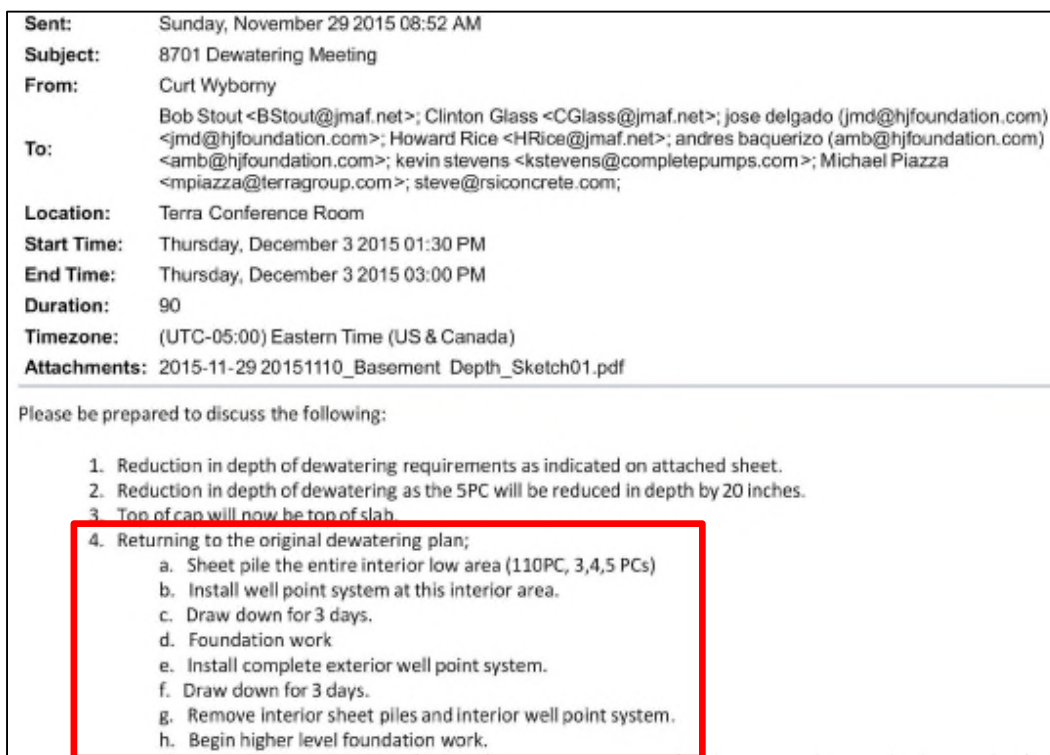 Sent: Sunday, November 29 2015 08:52 AM
Subject: 8701 Dewatering Meeting
From: Curt Wyborny
Bob Stout <BStout@jmaf.net>; Clinton Glass <CGlass@jmaf.net>; jose delgado (jmd@hjfoundation.com)
To: <jmd@hjfoundation.com>; Howard Rice <HRice@jmaf.net>; andres baquerizo (amb@hjfoundation.com)
<amb@hjfoundation.com>; kevin stevens <kstevens@completepumps.com>; Michael Piazza
<mpiazza@terragroup.com>; steve@rsiconcrete.com;
Location: Terra Conference Room
Start Time: Thursday, December 3 2015 01:30 PM
End Time: Thursday, December 3 2015 03:00 PM
Duration: 90
Timezone: (UTC-05:00) Eastern Time (US & Canada)
Attachments: 2015-11-29 20151110_Basement Depth_Sketch01.pdf
Please be prepared to discuss the following:
1. Reduction in depth of dewatering requirements as indicated on attached sheet.
2. Reduction in depth of dewatering as the 5PC will be reduced in depth by 20 inches.
3. Top of cap will now be top of slab.
4. Returning to the original dewatering plan;
a. Sheet pile the entire interior low area (110PC, 3,4,5 PCs)
b. Install well point system at this interior area.
c. Draw down for 3 days.
d. Foundation work
e. Install complete exterior well point system.
f. Draw down for 3 days.
g. Remove interior sheet piles and interior well point system.
h. Begin higher level foundation work.